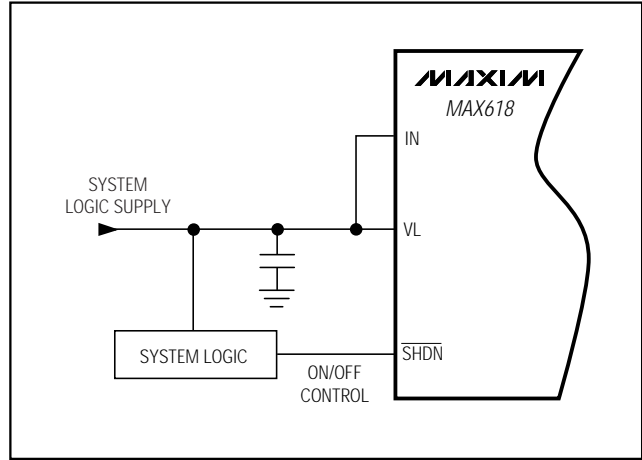 MAXIM
MAX618
IN
SYSTEM
LOGIC SUPPLY
VL
SYSTEM LOGIC
SHDN
ON/OFF
CONTROL